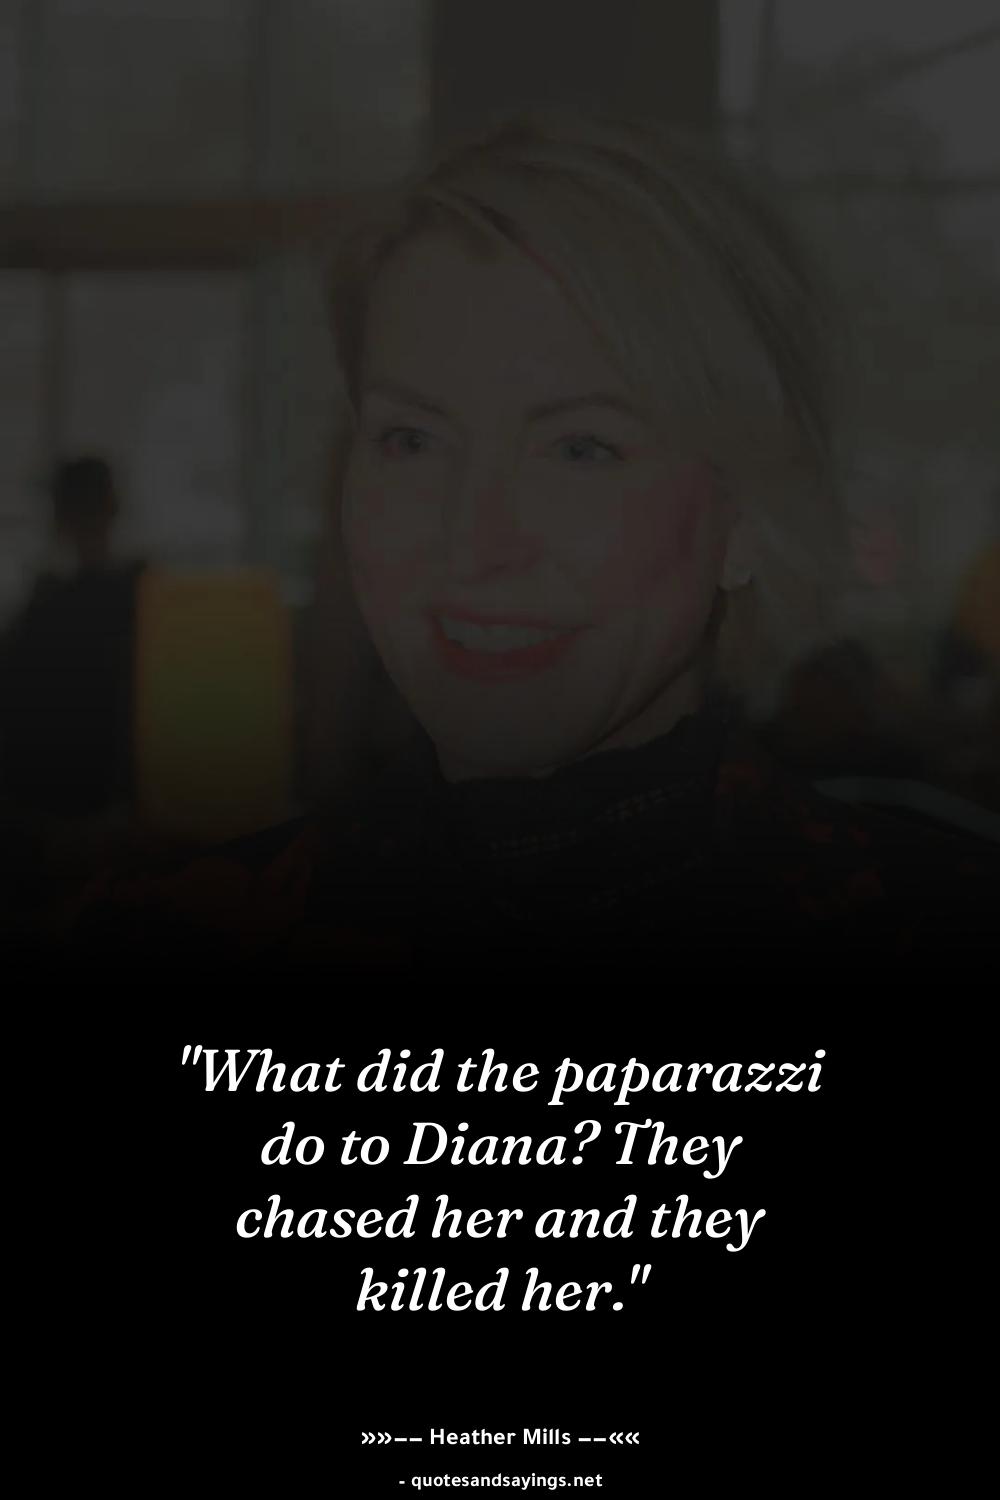 "What did the paparazzi
do to Diana? They
chased her and they
killed her."
»»–– Heather Mills ––««
- quotesandsayings.net